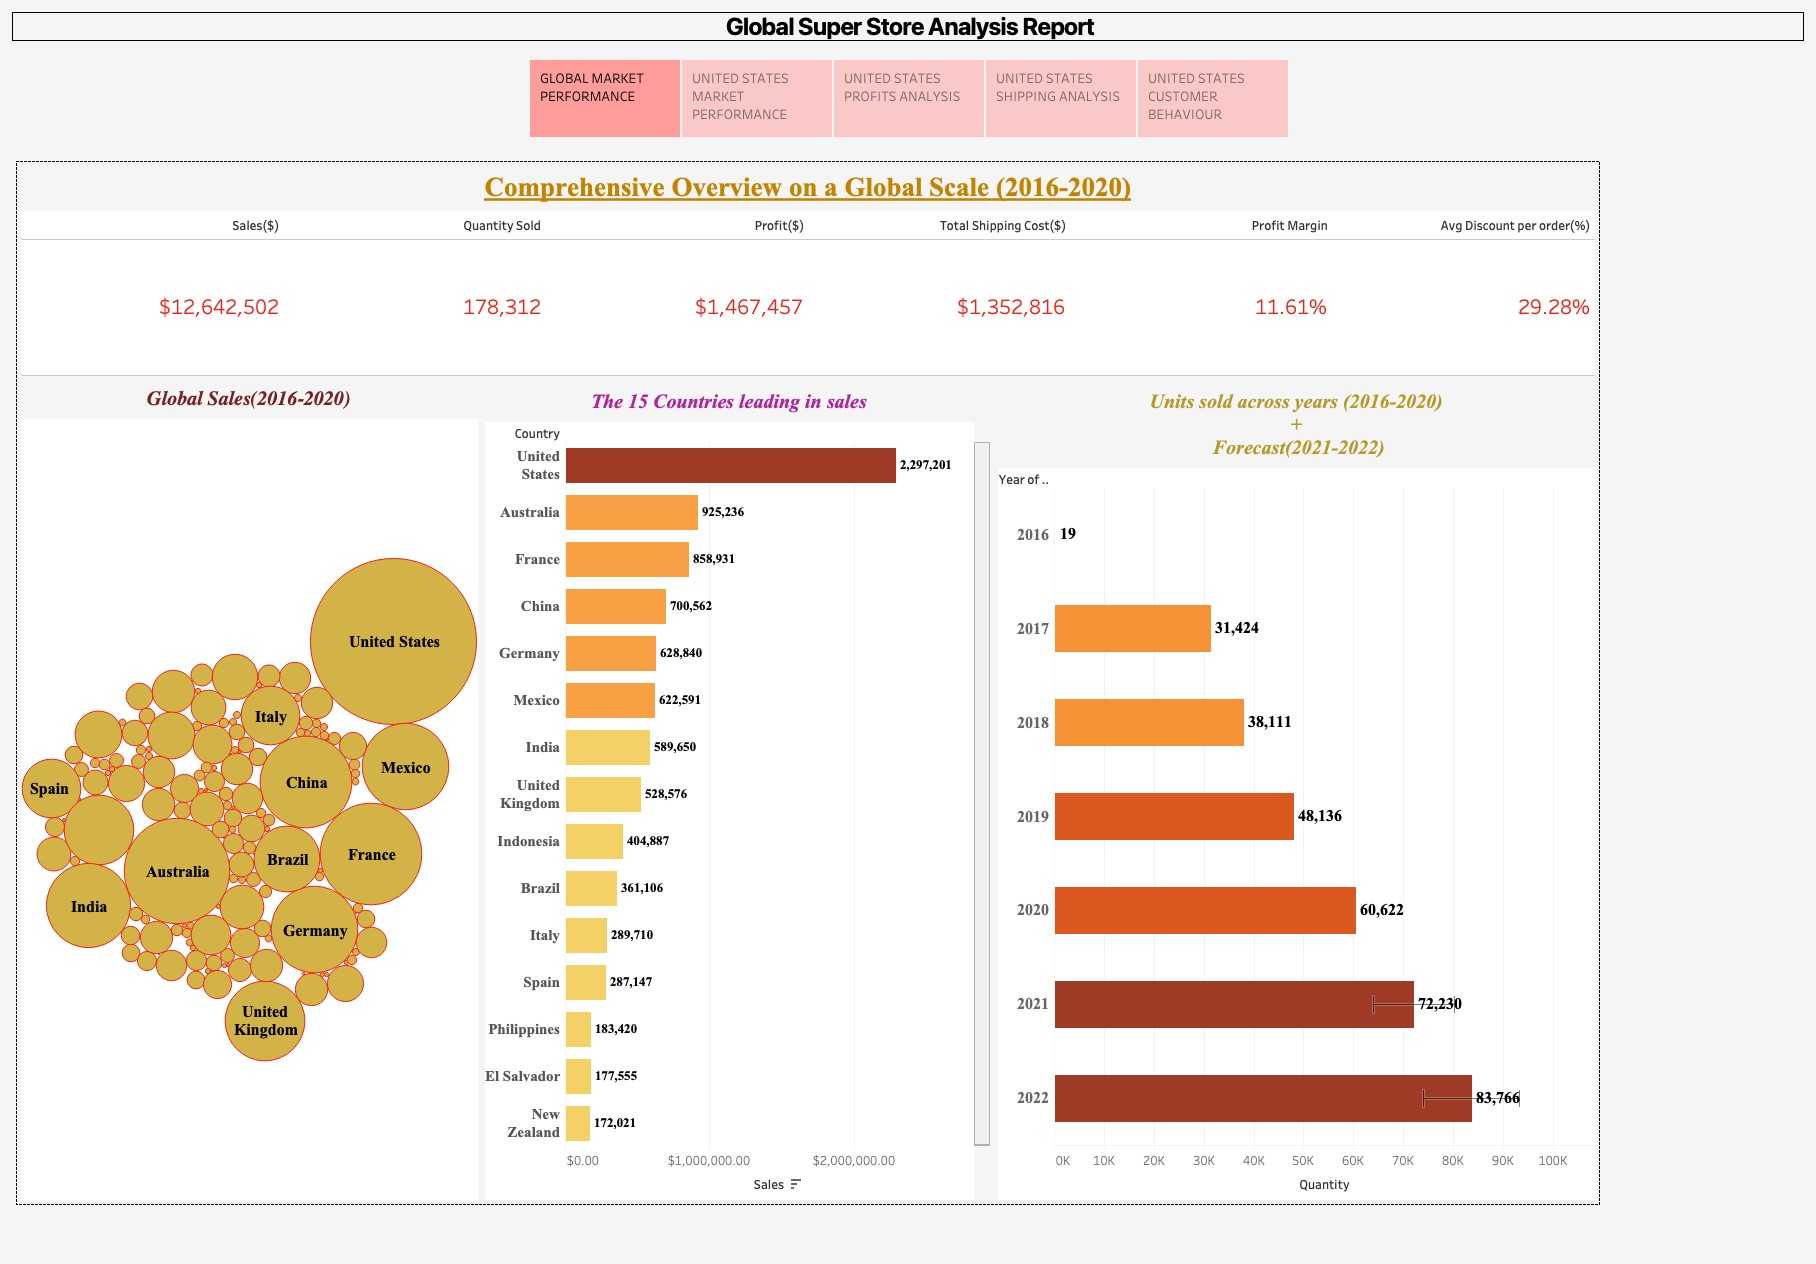 Global Super Store Analysis Report
GLOBAL MARKET
PERFORMANCE
UNITED STATES
MARKET
PERFORMANCE
UNITED STATES
PROFITS ANALYSIS
UNITED STATES
SHIPPING ANALYSIS
UNITED STATES
CUSTOMER
BEHAVIOUR
Comprehensive Overview on a Global Scale (2016-2020)
Sales($) Quantity Sold Profit($) Total Shipping Cost($) Profit Margin Avg Discount per order(%)
$12,642,502 178,312 $1,467,457 $1,352,816 11.61% 29.28%
Global Sales(2016-2020)
United States
Italy
China
Mexico
Spain
Australia
Brazil
France
India
Germany
United
Kingdom
The 15 Countries leading in sales
Country
United
States
2,297,201
Australia 925,236
France 858,931
China 700,562
Germany 628,840
Mexico 622,591
India 589,650
United
Kingdom
528,576
Indonesia 404,887
Brazil 361,106
Italy 289,710
Spain 287,147
Philippines 183,420
El Salvador 177,555
New
Zealand
172,021
$0.00 $1,000,000.00 $2,000,000.00
Sales
Units sold across years (2016-2020)
+
Forecast(2021-2022)
Year of ..
2016 19
2017 31,424
2018 38,111
2019 48,136
2020 60,622
2021 72,230
2022 83,766
0K 10K 20K 30K 40K 50K 60K 70K 80K 90K 100K
Quantity